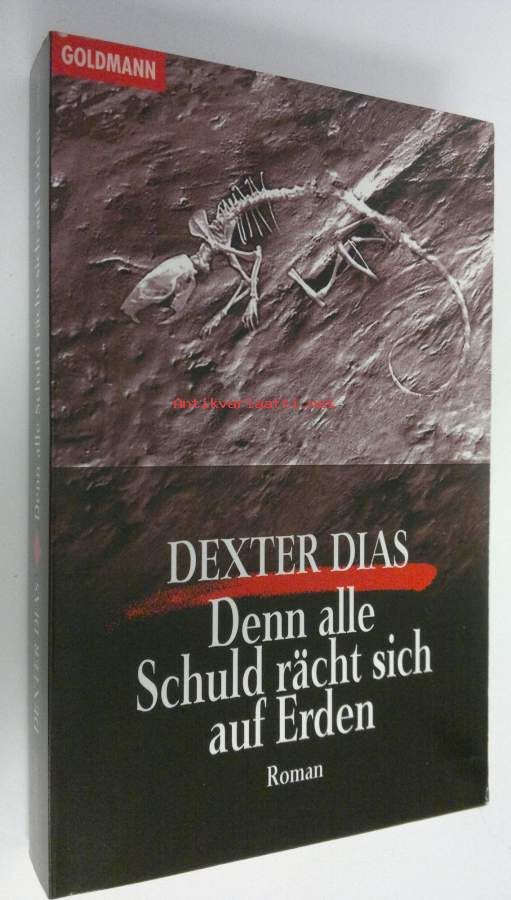 GOLDMANN
Antikvariaatti.net
DEXTER DIAS
Denn alle
Schuld rächt sich
auf Erden
Roman
DEXTER DIAS Denn alle Schuld rächt sich auf Erden